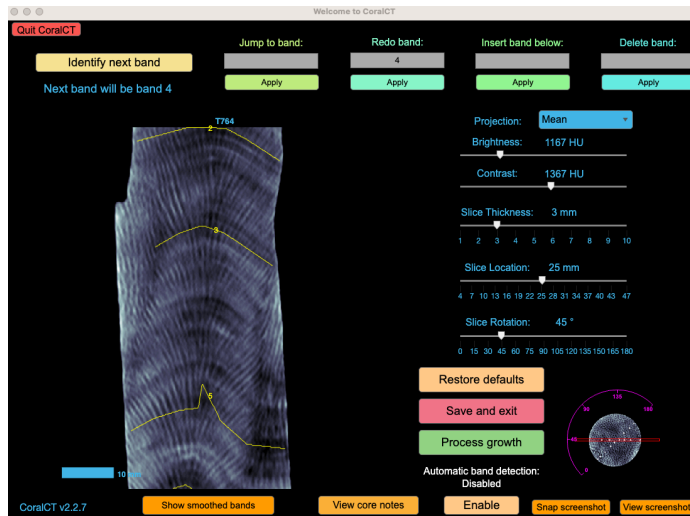 Welcome to CoralCT
Quit CoralCT
Jump to band:
Redo band:
Insert band below:
Delete band:
Identify next band
4
Apply
Apply
Apply
Apply
Next band will be band 4
T764
2
3
5
Projection:
Mean
Brightness:
1167 HU
Contrast:
1367 HU
Slice Thickness:
3 mm
1 2 3 4 5 6 7 8 9 10
Slice Location:
25 mm
4 7 10 13 16 19 22 25 28 31 34 37 40 43 47
Slice Rotation:
45 °
0 15 30 45 60 75 90 105 120 135 150 165 180
Restore defaults
Save and exit
Process growth
180
45
0
Automatic band detection:
Disabled
10
CoralCT v2.2.7
Show smoothed bands
View core notes
Enable
Snap screenshot
View screenshot